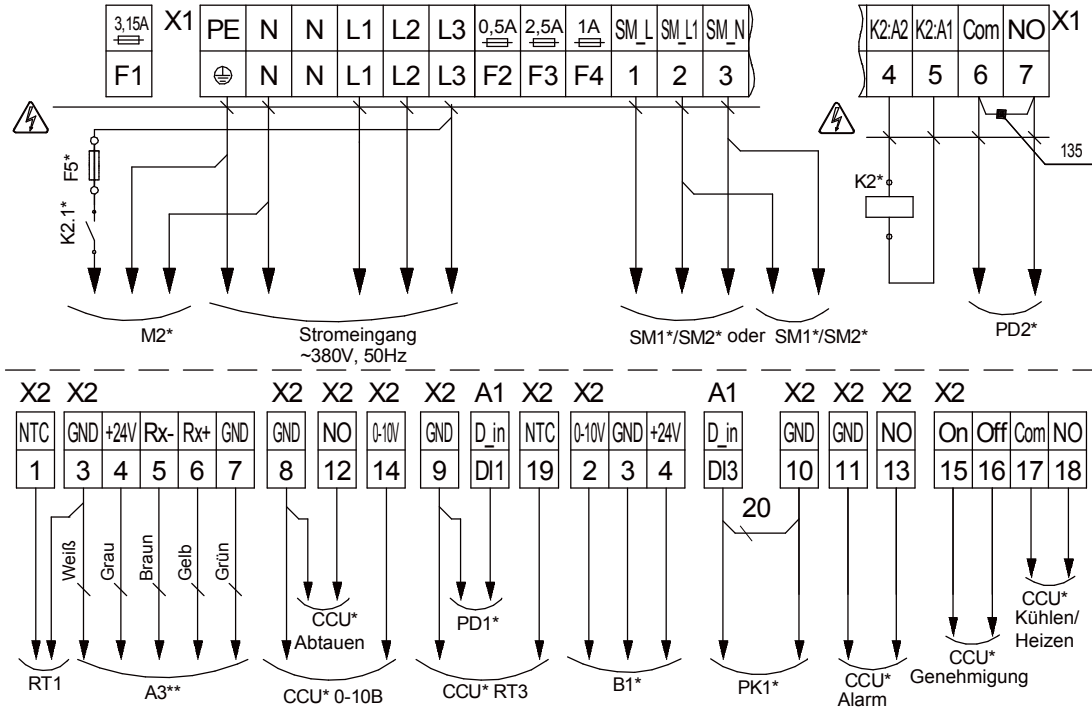 3,15A X1 PE N N L1 L2 L3 0,5A 2,5A 1A SM_L SM_L1 SM_N K2:A2 K2:A1 Com NO X1
F1 N N L1 L2 L3 F2 F3 F4 1 2 3 4 5 6 7
135
F5*
K2*
K2.1*
M2* Stromeingang SM1*/SM2* oder SM1*/SM2* PD2*
~380V, 50Hz
X2 X2 X2 X2 X2 X2 A1 X2 X2 A1 X2 X2 X2 X2
NTC GND +24V Rx- Rx+ GND GND NO 0-10V GND D_in NTC 0-10V GND +24V D_in GND GND NO On Off Com NO
1 3 4 5 6 7 8 12 14 9 DI1 19 2 3 4 DI3 10 11 13 15 16 17 18
20
Weiß Grau Braun Gelb Grün
CCU* PD1* CCU*
Abtauen Kühlen/
Heizen
RT1 A3** CCU* 0-10B CCU* RT3 B1* PK1* CCU* CCU*
Alarm Genehmigung